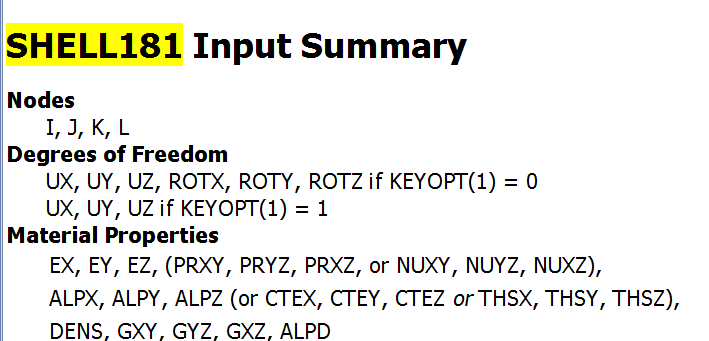 SHELL181 Input Summary
Nodes
I, J, K, L
Degrees of Freedom
UX, UY, UZ, ROTX, ROTY, ROTZ if KEYOPT(1) = 0
UX, UY, UZ if KEYOPT(1) = 1
Material Properties
EX, EY, EZ, (PRXY, PRYZ, PRXZ, or NUXY, NUYZ, NUXZ),
ALPX, ALPY, ALPZ (or CTEX, CTEY, CTEZ or THSX, THSY, THSZ),
DENS, GXY, GYZ, GXZ, ALPD